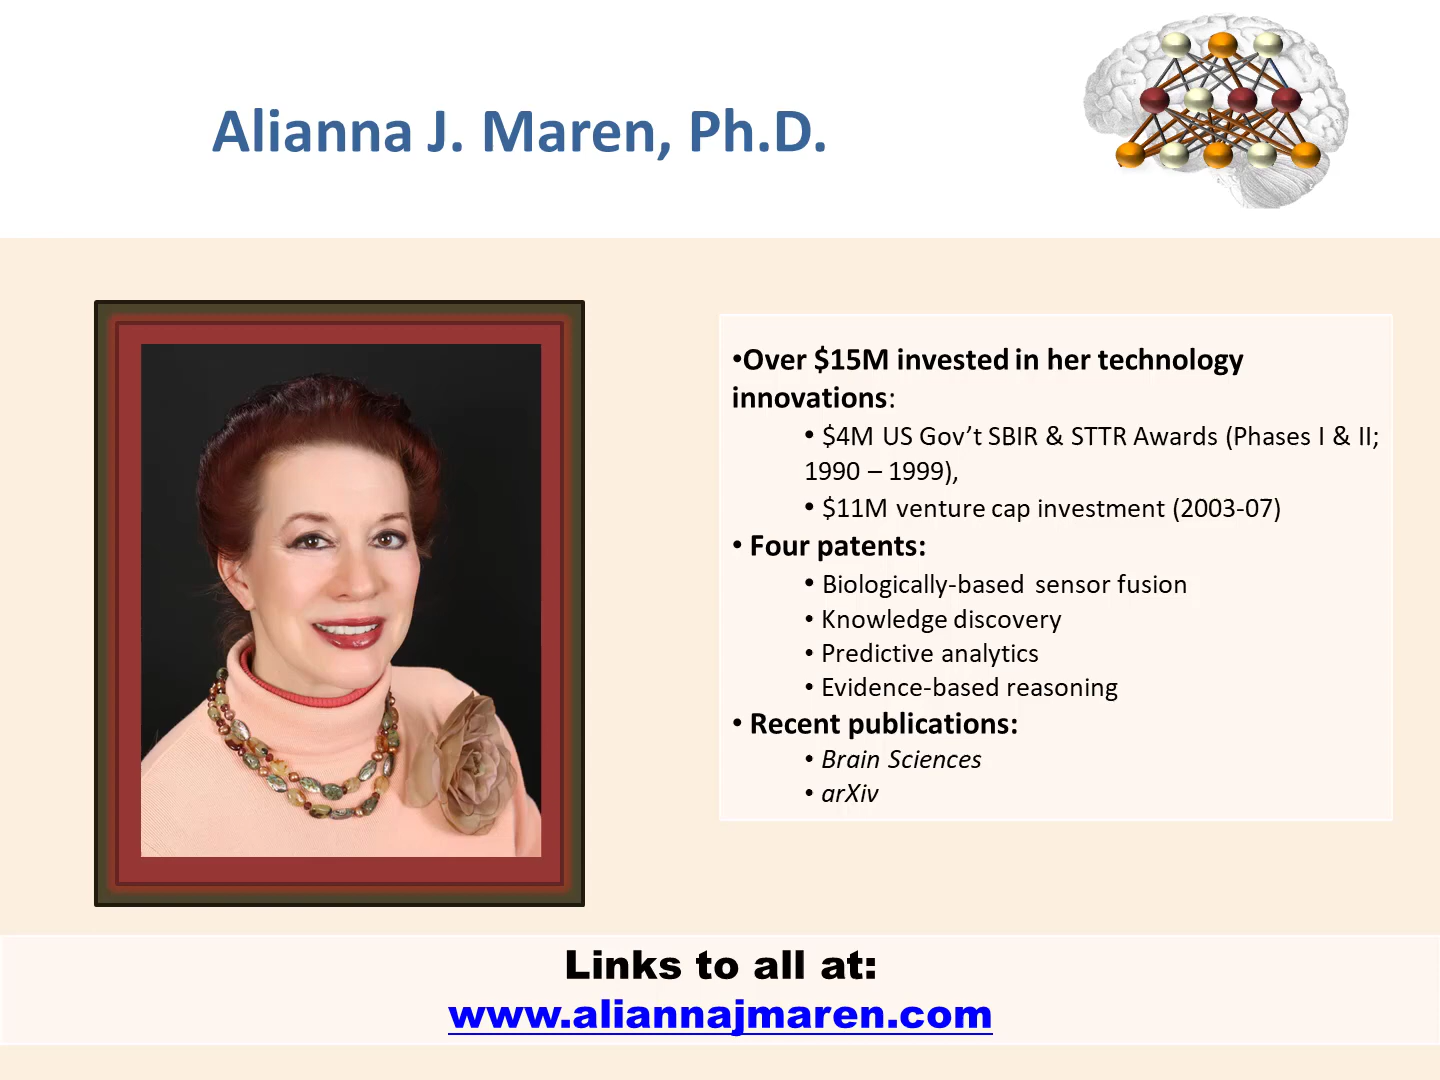 Alianna J. Maren, Ph.D.
•Over $15M invested in her technology
innovations:
• $4M US Gov’t SBIR & STTR Awards (Phases I & II;
1990 – 1999),
• $11M venture cap investment (2003-07)
• Four patents:
• Biologically-based sensor fusion
• Knowledge discovery
• Predictive analytics
• Evidence-based reasoning
• Recent publications:
• Brain Sciences
• arXiv
Links to all at:
www.aliannajmaren.com